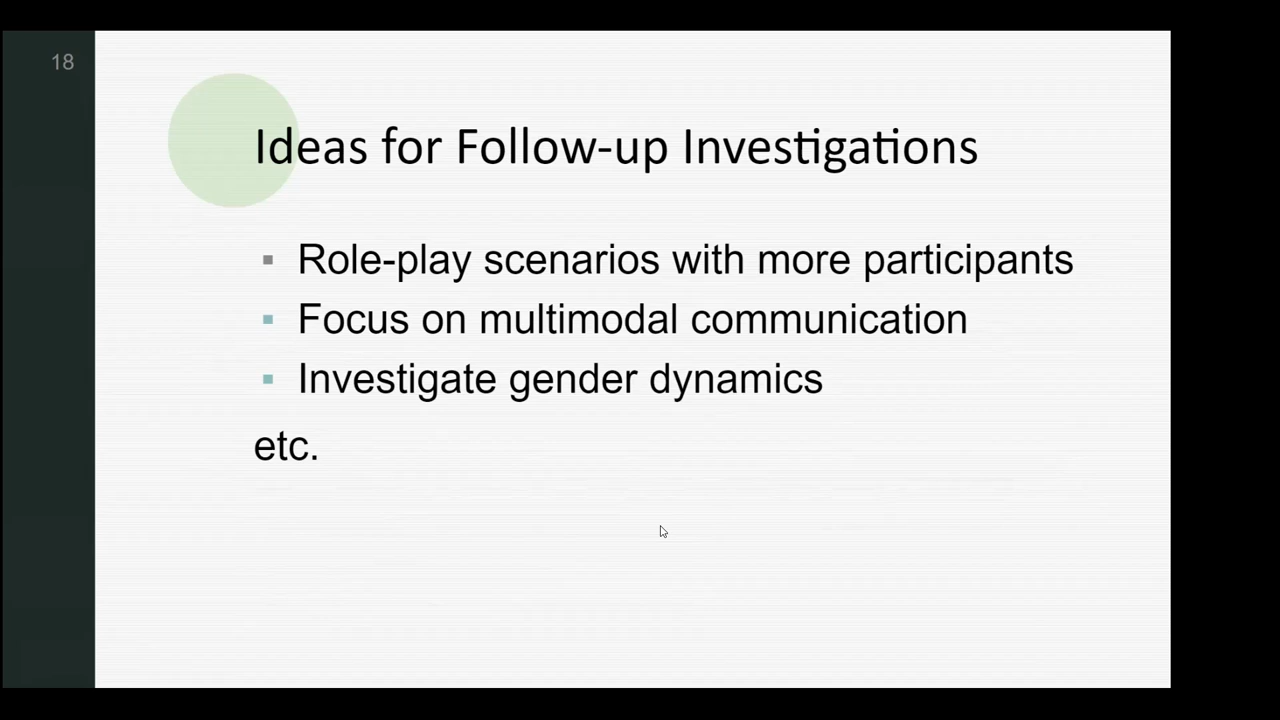 18
Ideas for Follow-up Investigations
▪ Role-play scenarios with more participants
▪ Focus on multimodal communication
▪ Investigate gender dynamics
etc.